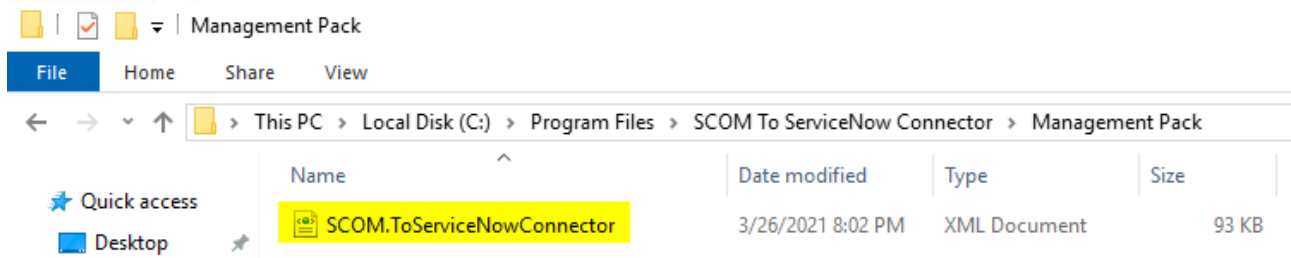 Management Pack
File Home Share View
This PC > Local Disk (C:) > Program Files > SCOM To ServiceNow Connector > Management Pack
Name Date modified Type Size
Quick access
SCOM.ToServiceNowConnector 3/26/2021 8:02 PM XML Document 93 KB
Desktop